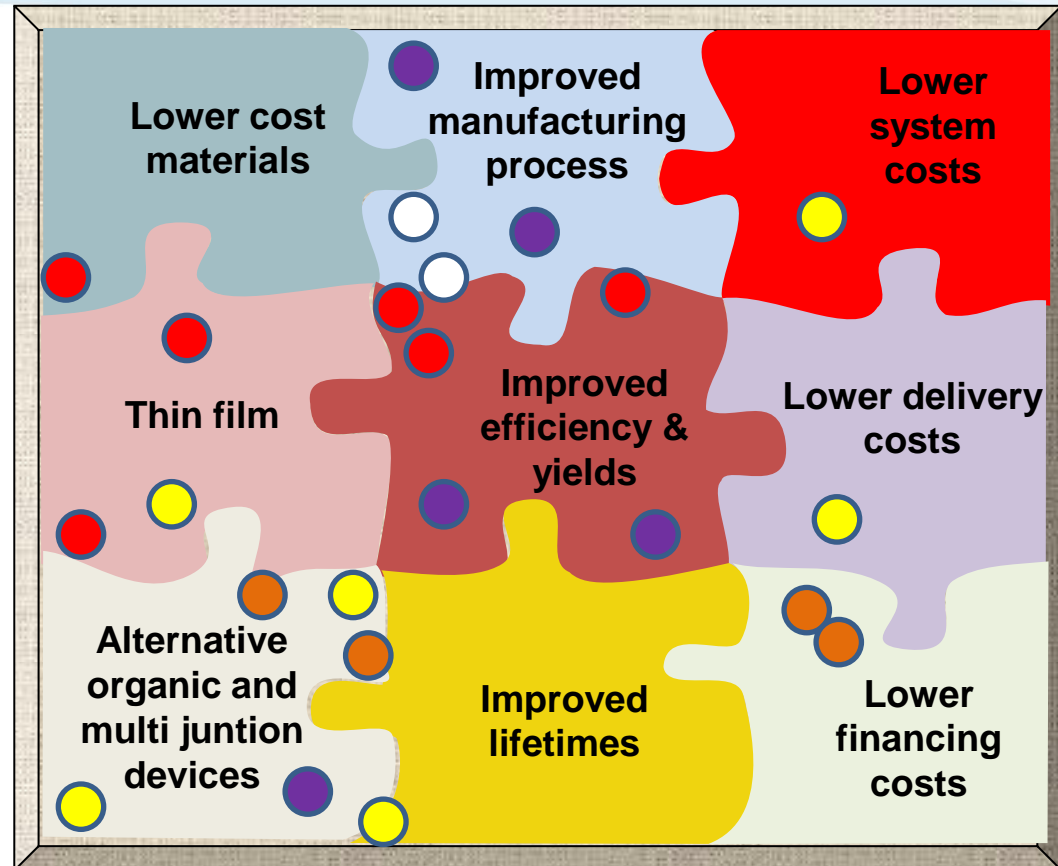 Lower cost
materials
Improved
manufacturing
process
Lower
system
costs
Thin film
Improved
efficiency &
yields
Lower delivery
costs
Alternative
organic and
multi juntion
devices
Improved
lifetimes
Lower
financing
costs